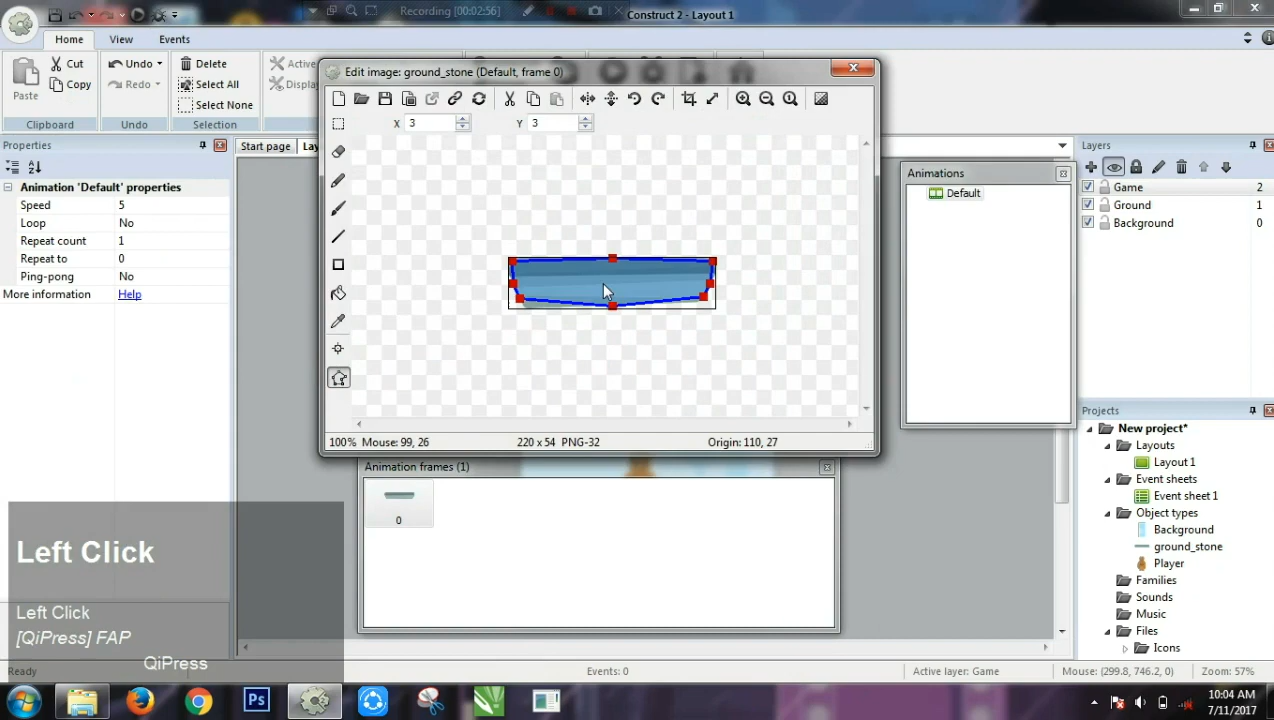 Recording [00:02:56]
Construct 2 - Layout 1
Home View Events
Paste
Cut
Copy
Clipboard
Undo
Redo
Undo
Delete
Select All
Select None
Selection
Active
Display
Edit image: ground_stone (Default, frame 0)
X 3 Y 3
Properties
Animation 'Default' properties
Speed 5
Loop No
Repeat count 1
Repeat to 0
Ping-pong No
More information Help
Start page
Lay
Animations
Default
Layers
Game 2
Ground 1
Background 0
100% Mouse: 99, 26 220 x 54 PNG-32 Origin: 110, 27
Animation frames (1)
0
Projects
New project*
Layouts
Layout 1
Event sheets
Event sheet 1
Object types
Background
ground_stone
Player
Families
Sounds
Music
Files
Icons
Left Click
Left Click
[QiPress] FAP
QiPress
Ready
Events: 0
Active layer: Game
Mouse: (299.8, 746.2, 0)
Zoom: 57%
Ps
10:04 AM
7/11/2017